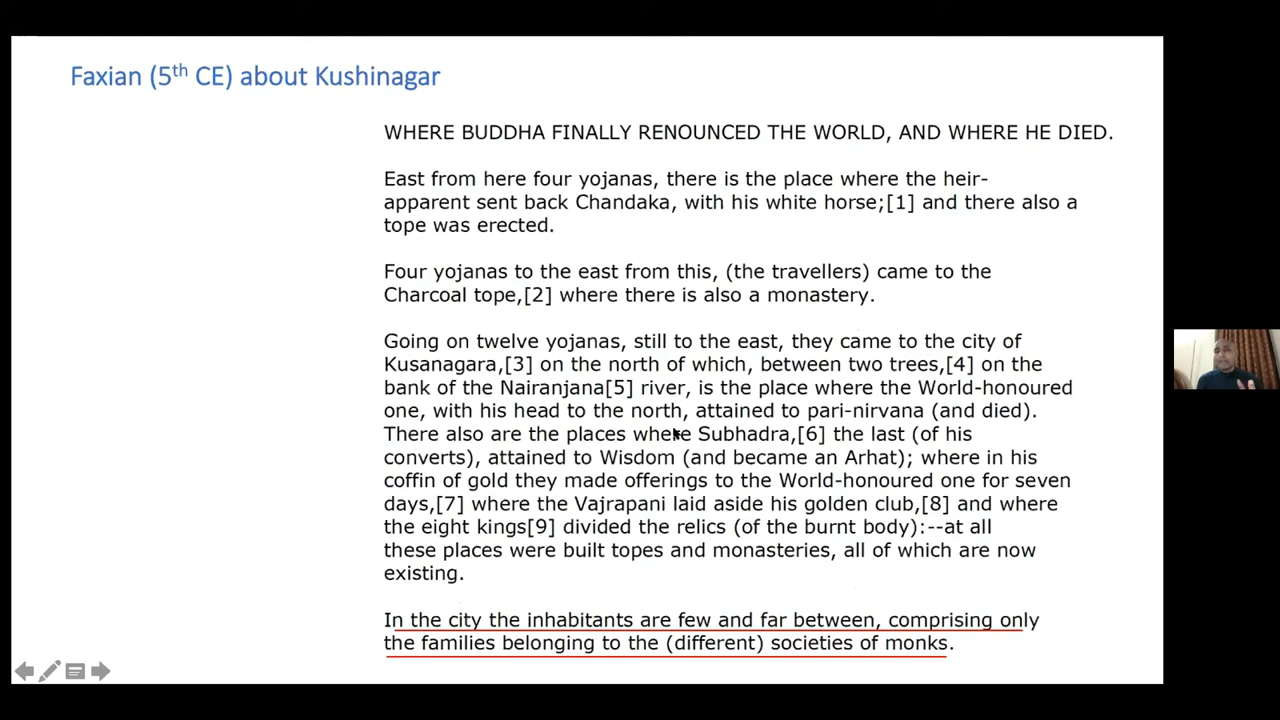 Faxian (5th CE) about Kushinagar
WHERE BUDDHA FINALLY RENOUNCED THE WORLD, AND WHERE HE DIED.
East from here four yojanas, there is the place where the heir-
apparent sent back Chandaka, with his white horse;[1] and there also a
tope was erected.
Four yojanas to the east from this, (the travellers) came to the
Charcoal tope,[2] where there is also a monastery.
Going on twelve yojanas, still to the east, they came to the city of
Kusanagara,[3] on the north of which, between two trees,[4] on the
bank of the Nairanjana[5] river, is the place where the World-honoured
one, with his head to the north, attained to pari-nirvana (and died).
There also are the places where Subhadra,[6] the last (of his
converts), attained to Wisdom (and became an Arhat); where in his
coffin of gold they made offerings to the World-honoured one for seven
days,[7] where the Vajrapani laid aside his golden club,[8] and where
the eight kings[9] divided the relics (of the burnt body):--at all
these places were built topes and monasteries, all of which are now
existing.
In the city the inhabitants are few and far between, comprising only
the families belonging to the (different) societies of monks.